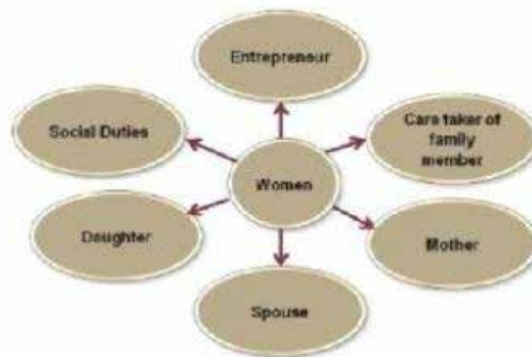 Entrepreneur
Social Duties
Care taker of
family
member
Women
Daughter
Mother
Spouse